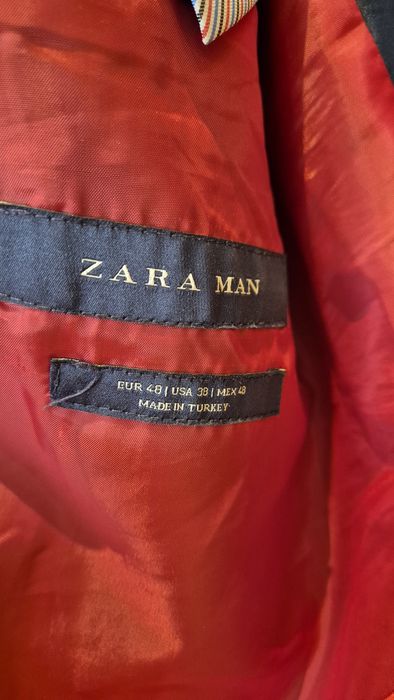 ZARA MAN
EUR 48 | USA 38 | MEX 48
MADE IN TURKEY